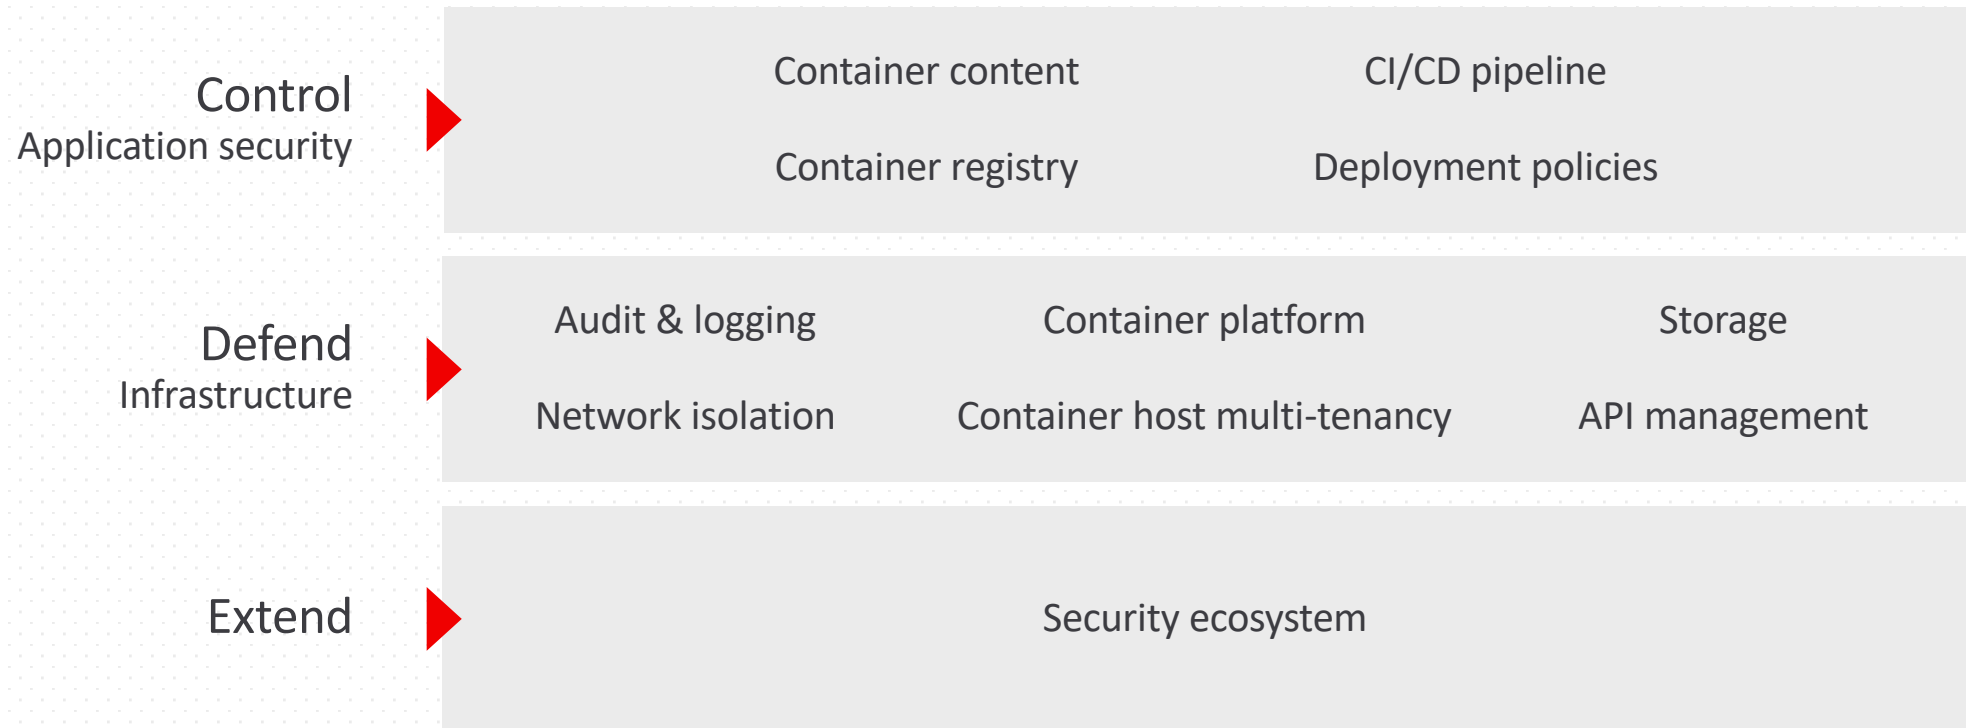 Control
Application security
Container content
CI/CD pipeline
Container registry
Deployment policies
Defend
Infrastructure
Audit & logging
Container platform
Storage
Network isolation
Container host multi-tenancy
API management
Extend
Security ecosystem